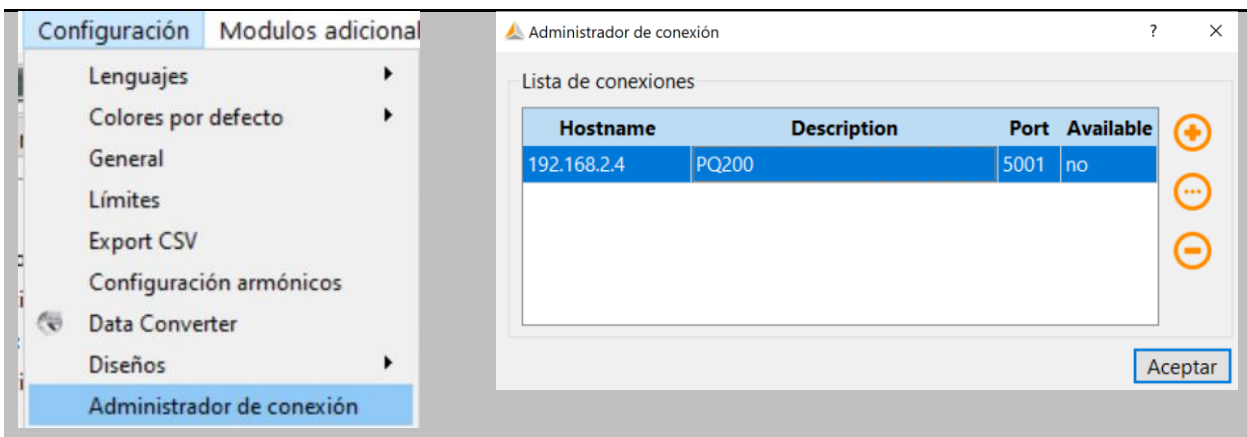 Configuración Modulos adicional
Lenguajes
Colores por defecto
General
Límites
Export CSV
Configuración armónicos
Data Converter
Diseños
Administrador de conexión
Administrador de conexión ?
Lista de conexiones
Hostname Description Port Available
192.168.2.4 PQ200 5001 no
Aceptar